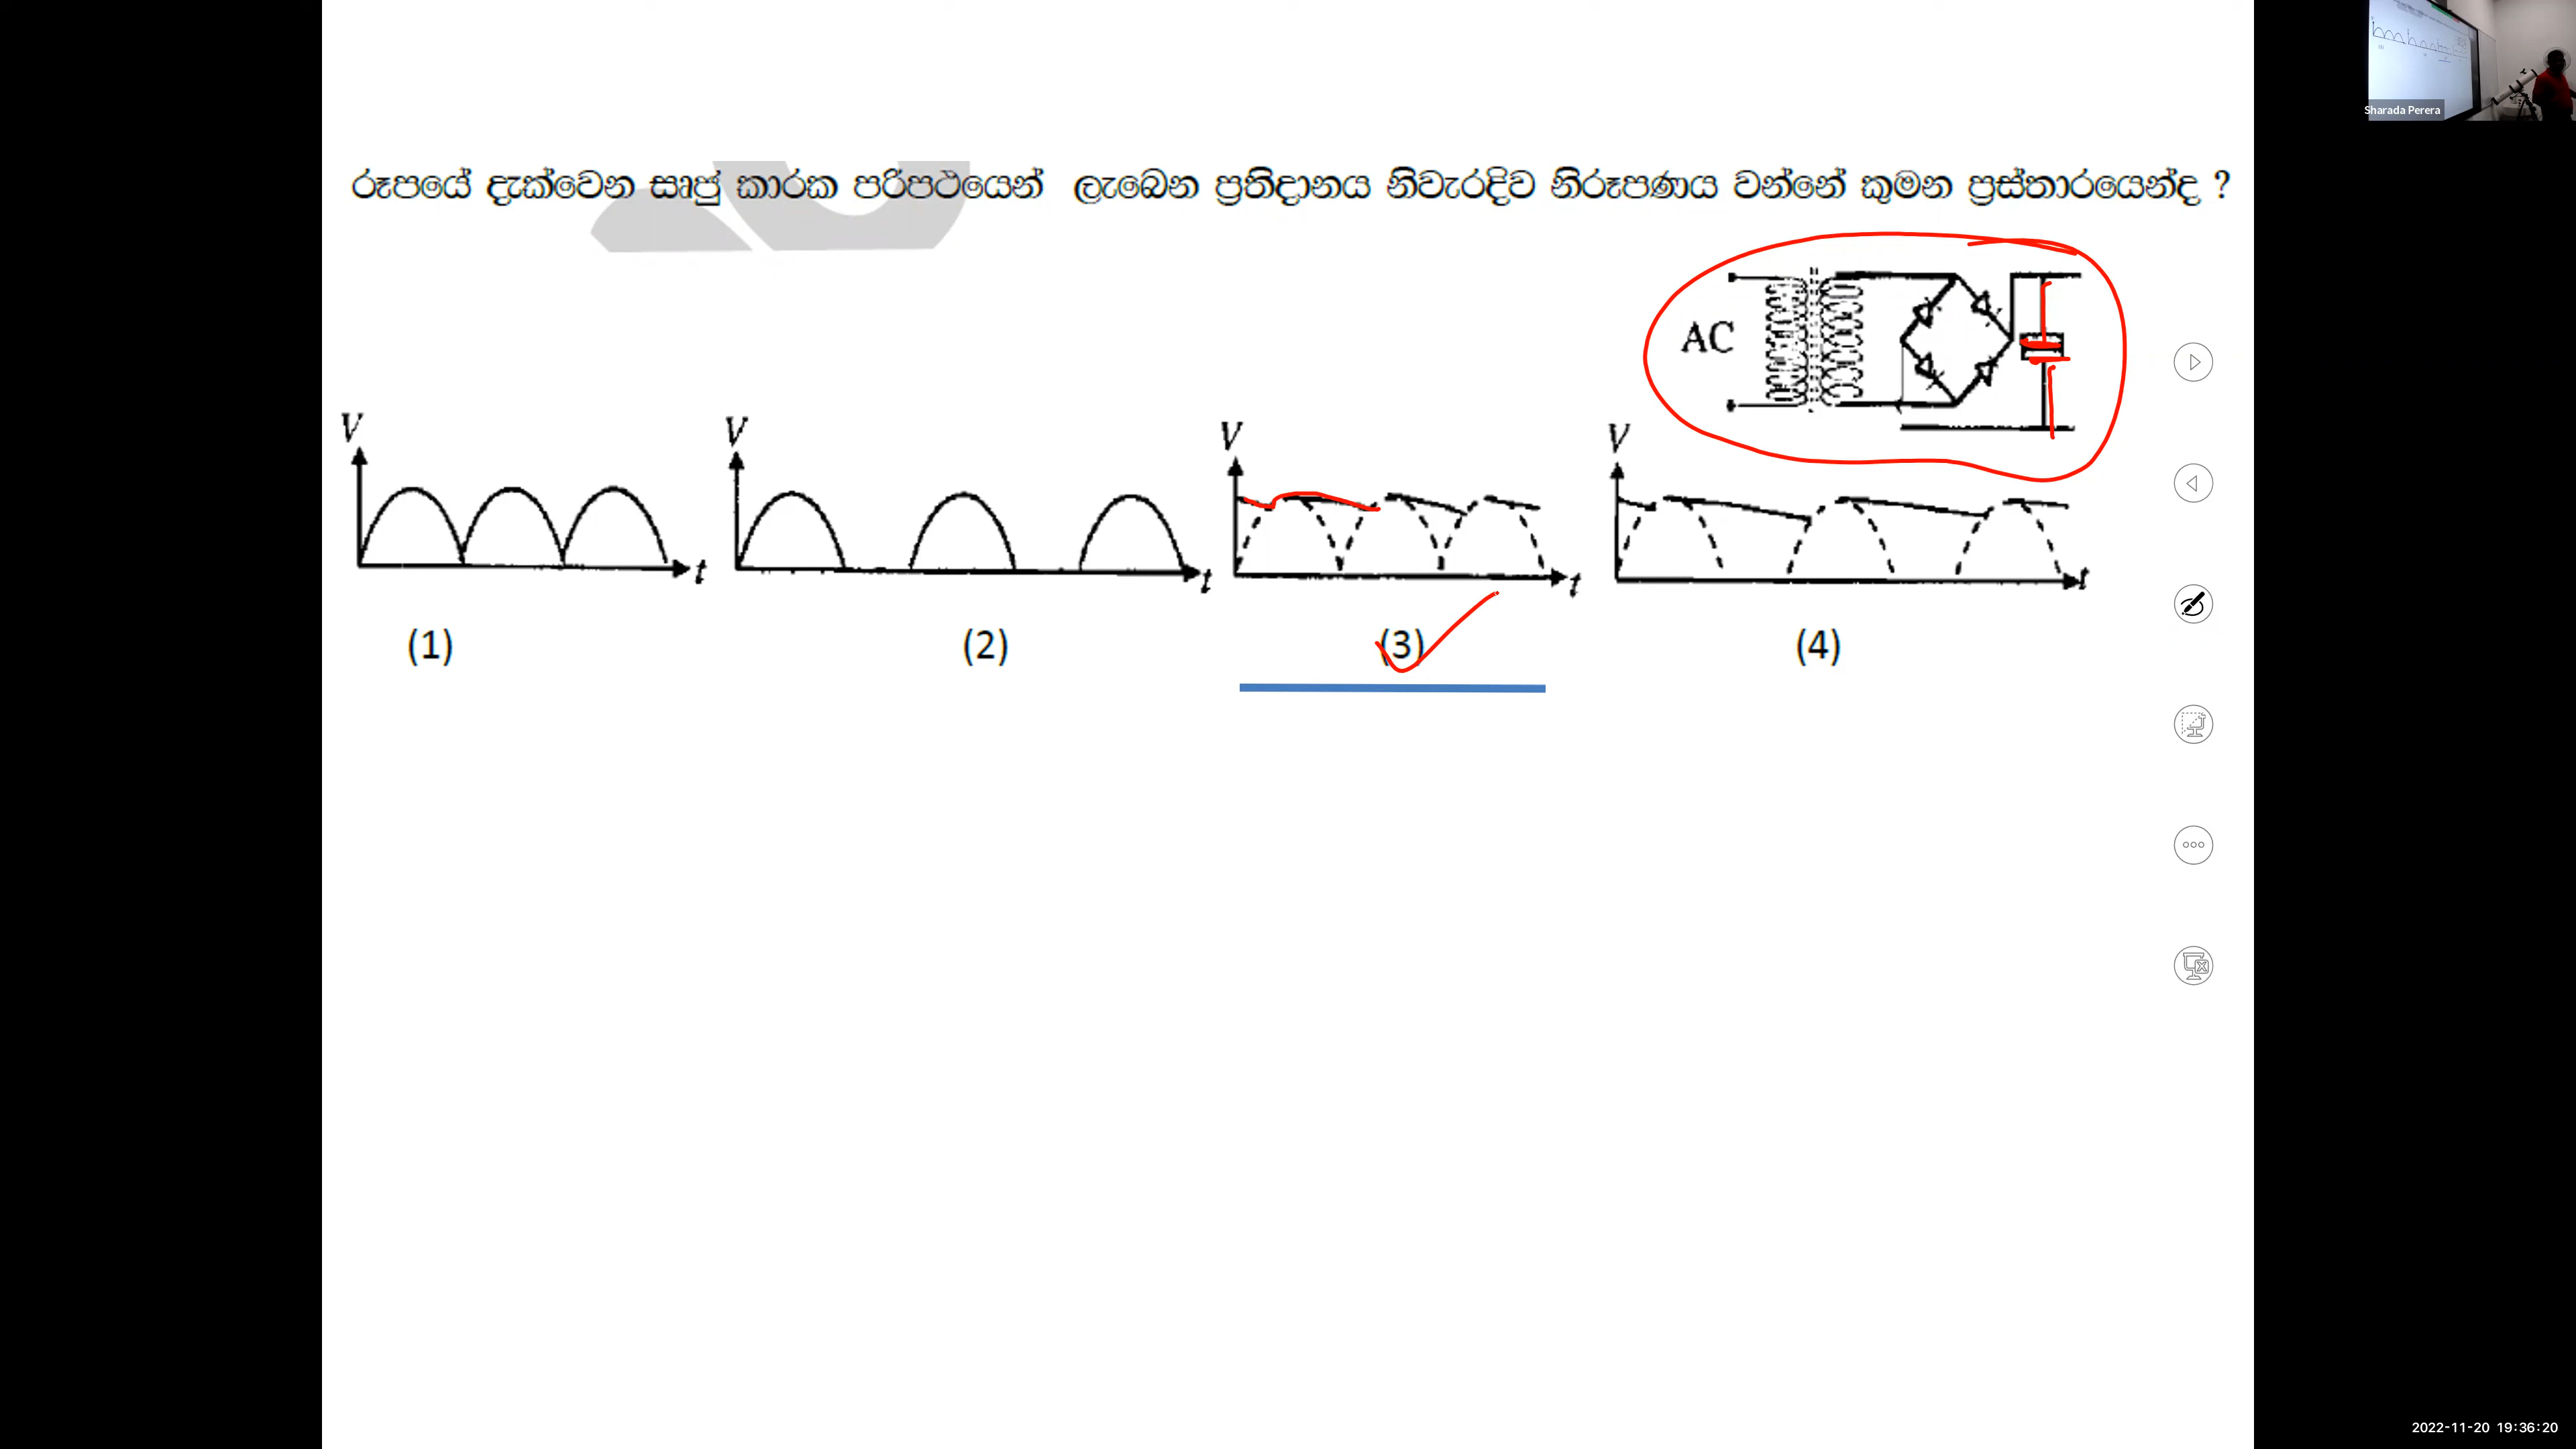 Sharada Perera
රූපයේ දැක්වෙන සෘජු කාරක පරිපථයෙන් ලැබෙන ප්‍රතිදානය නිවැරදිව නිරූපණය වන්නේ කුමන ප්‍රස්තාරයෙන්ද ?
AC
V t V t V t V t
(1) (2) (3) (4)
2022-11-20 19:36:20